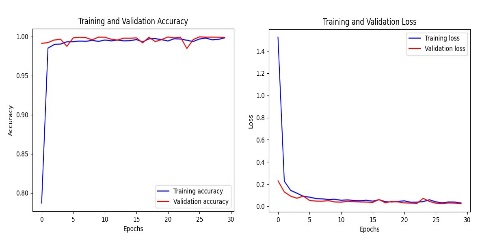 Training and Validation Accuracy
1.00
0.95
0.90
0.85
0.80
Accuracy
0
5
10
15
20
25
30
Epochs
Training accuracy
Validation accuracy
Training and Validation Loss
1.4
1.2
1.0
0.8
0.6
0.4
0.2
0.0
Loss
0
5
10
15
20
25
30
Epochs
Training loss
Validation loss